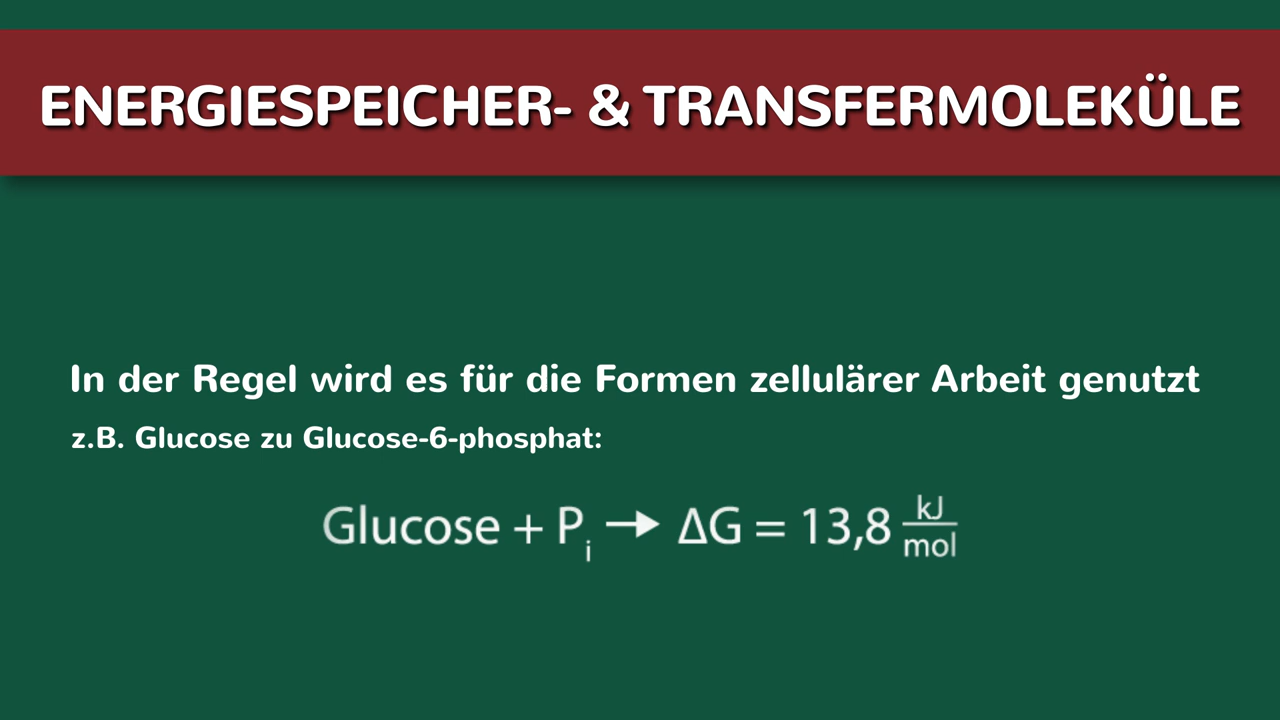 ENERGIESPEICHER- & TRANSFERMOLEKÜLE
In der Regel wird es für die Formen zellulärer Arbeit genutzt
z.B. Glucose zu Glucose-6-phosphat:
Glucose + P_i → ΔG = 13,8 kJ/mol